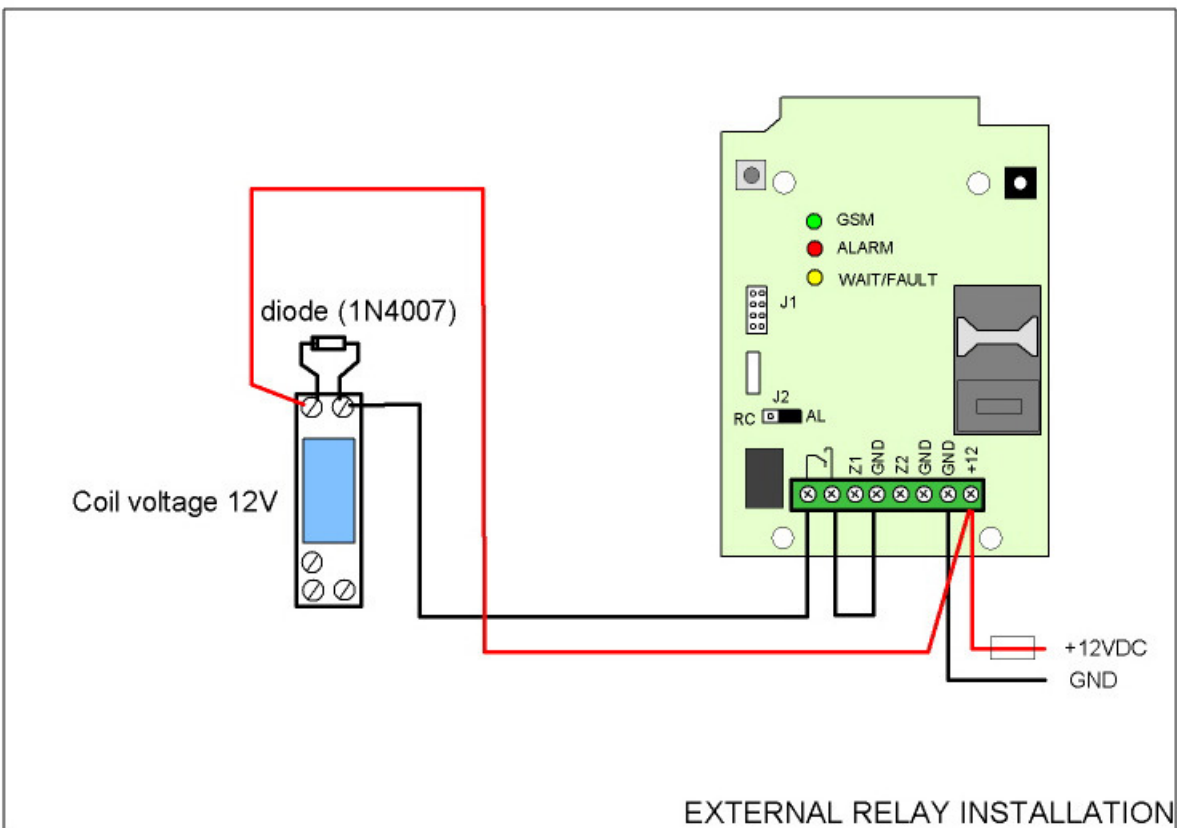 GSM
ALARM
WAIT/FAULT
J1
diode (1N4007)
J2
RC AL
Z1 GND Z2 GND GND +12
Coil voltage 12V
+12VDC
GND
EXTERNAL RELAY INSTALLATION